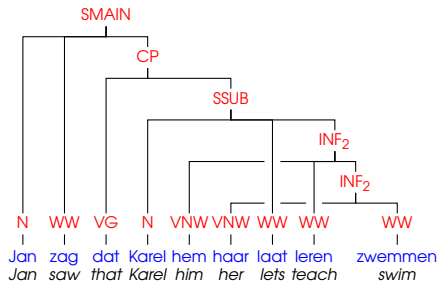 SMAIN
CP
SSUB
INF2
INF2
N WW VG N VNW VNW WW WW WW
Jan zag dat Karel hem haar laat leren zwemmen
Jan saw that Karel him her lets teach swim